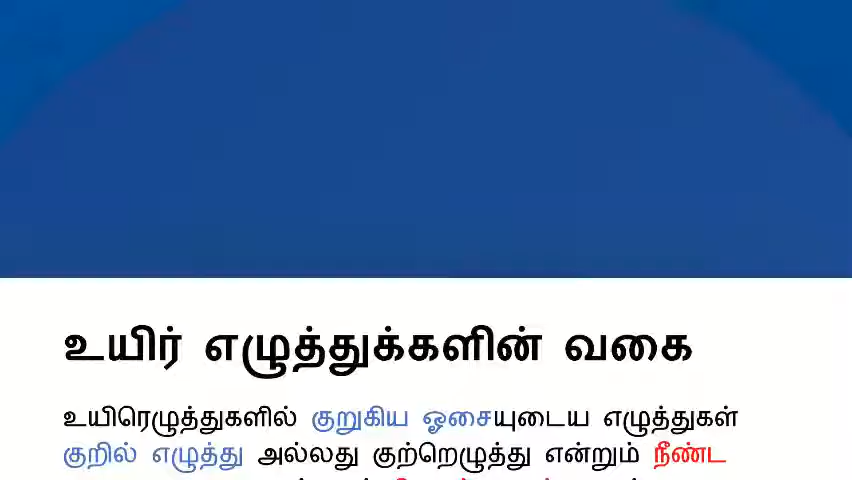 உயிர் எழுத்துக்களின் வகை
உயிரெழுத்துகளில் குறுகிய ஓசையுடைய எழுத்துகள்
குறில் எழுத்து அல்லது குற்றெழுத்து என்றும் நீண்ட